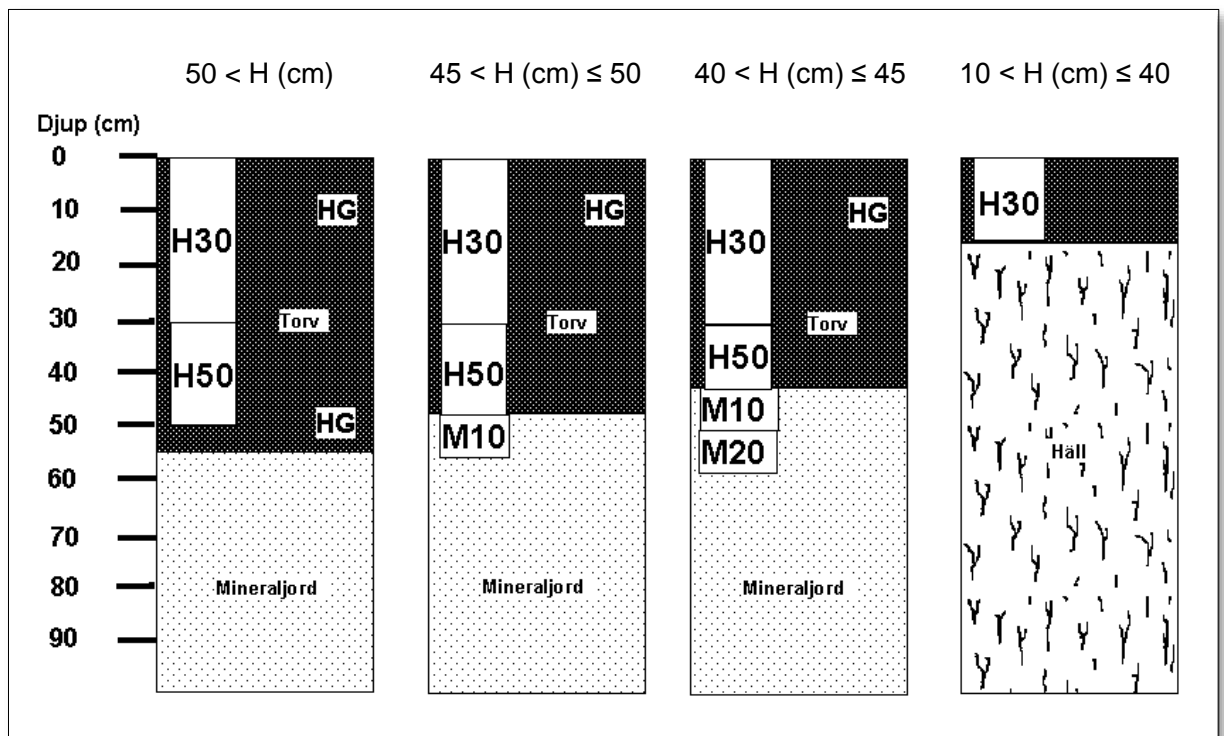 50 < H (cm)
45 < H (cm) ≤ 50
40 < H (cm) ≤ 45
10 < H (cm) ≤ 40
Djup (cm)
0
10
20
30
40
50
60
70
80
90
HG
H30
Torv
H50
HG
Mineraljord
HG
H30
Torv
H50
M10
Mineraljord
HG
H30
Torv
H50
M10
M20
Mineraljord
H30
Häll